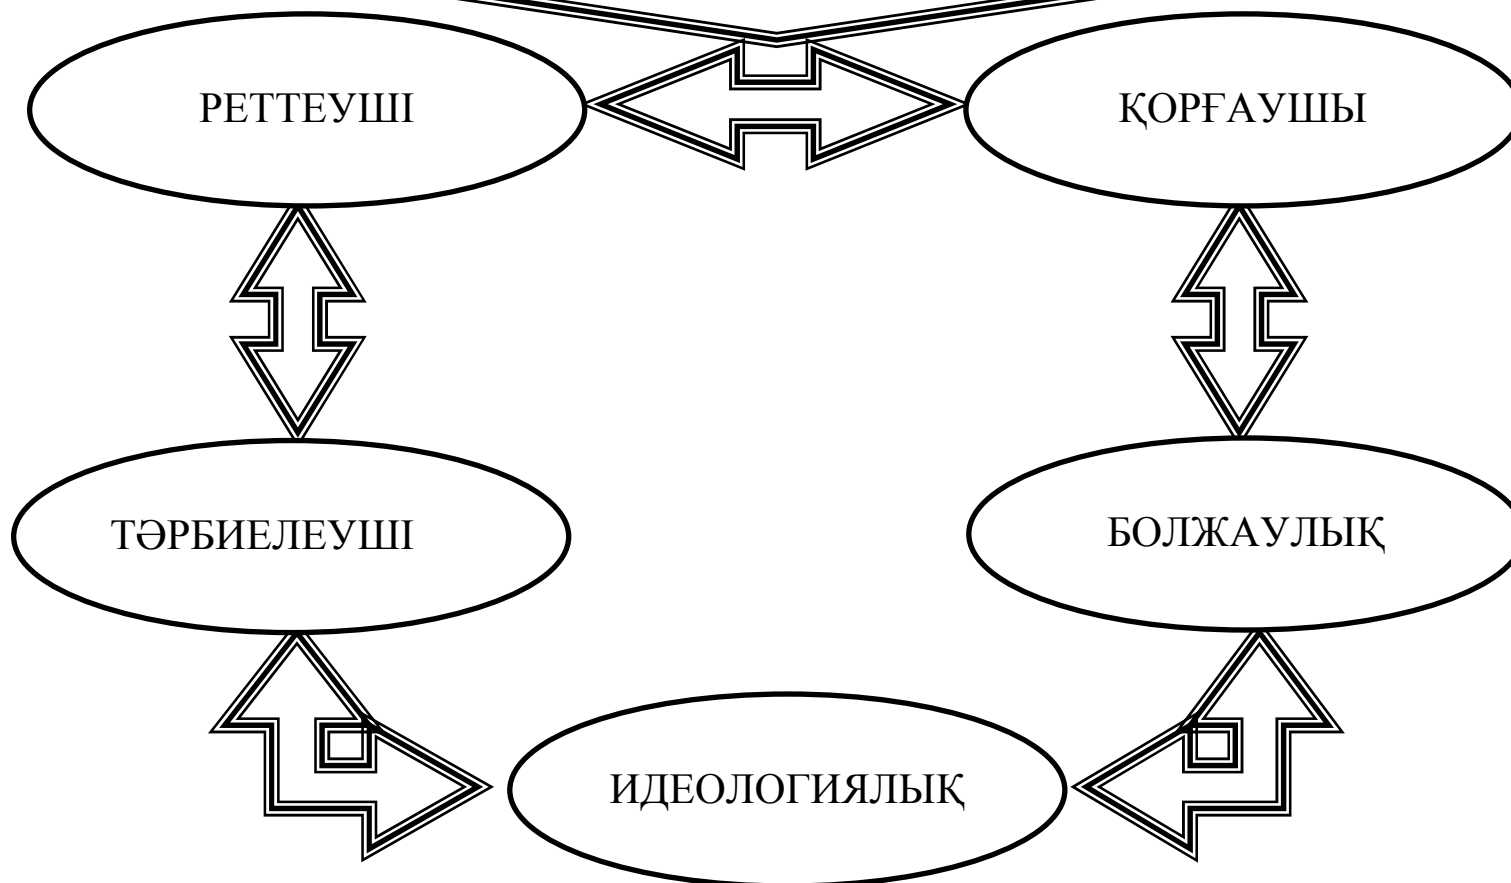 РЕТТЕУШІ
ҚОРҒАУШЫ
ТӘРБИЕЛЕУШІ
БОЛЖАУЛЫҚ
ИДЕОЛОГИЯЛЫҚ